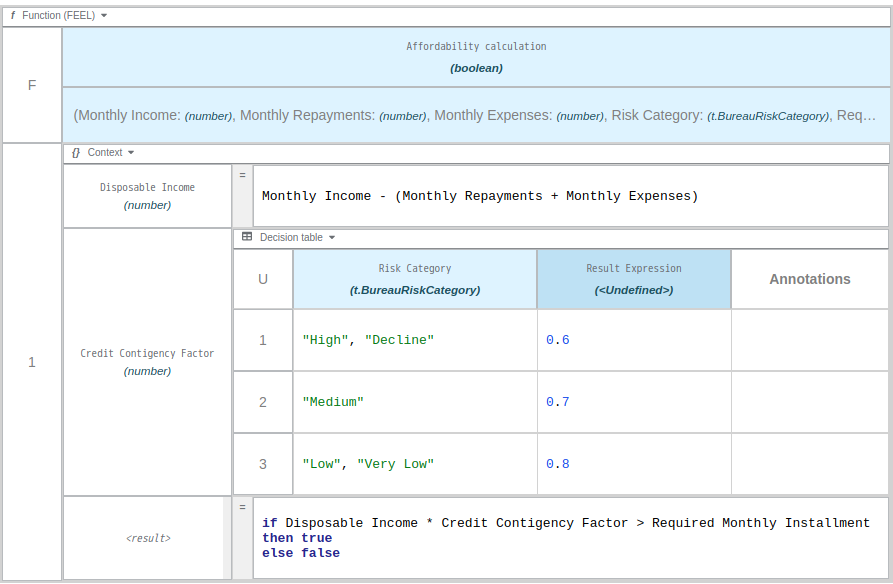 f Function (FEEL)
F
Affordability calculation
(boolean)
(Monthly Income: (number), Monthly Repayments: (number), Monthly Expenses: (number), Risk Category: (t.BureauRiskCategory), Req…
1
{} Context
Disposable Income
(number)
=
Monthly Income - (Monthly Repayments + Monthly Expenses)
Credit Contigency Factor
(number)
Decision table
U
Risk Category
(t.BureauRiskCategory)
Result Expression
(<Undefined>)
Annotations
1
"High", "Decline"
0.6
2
"Medium"
0.7
3
"Low", "Very Low"
0.8
<result>
=
if Disposable Income * Credit Contigency Factor > Required Monthly Installment
then true
else false